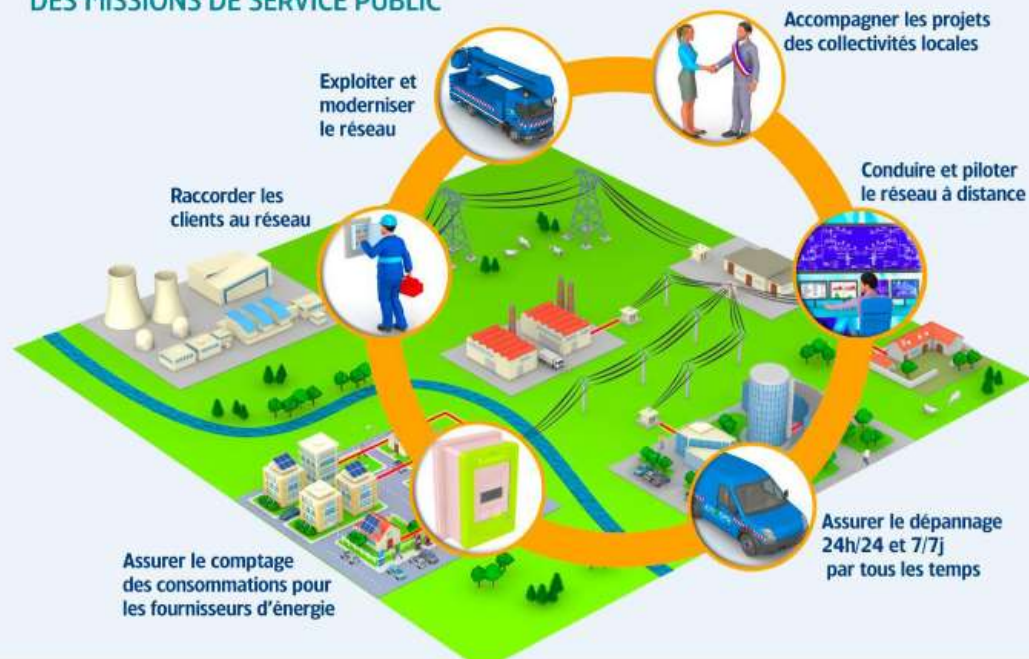 DES MISSIONS DE SERVICE PUBLIC
Accompagner les projets
des collectivités locales
Exploiter et
moderniser
le réseau
Conduire et piloter
le réseau à distance
Raccorder les
clients au réseau
Assurer le dépannage
24h/24 et 7/7j
par tous les temps
Assurer le comptage
des consommations pour
les fournisseurs d'énergie